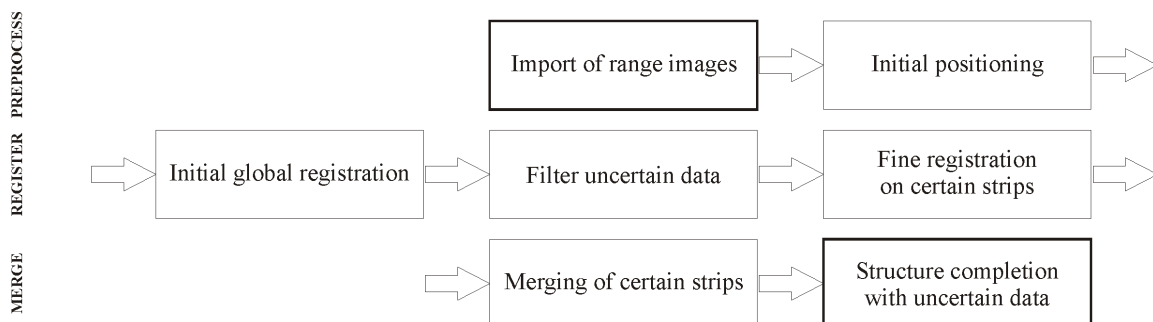 PREPROCESS
Import of range images
Initial positioning
REGISTER
Initial global registration
Filter uncertain data
Fine registration
on certain strips
MERGE
Merging of certain strips
Structure completion
with uncertain data